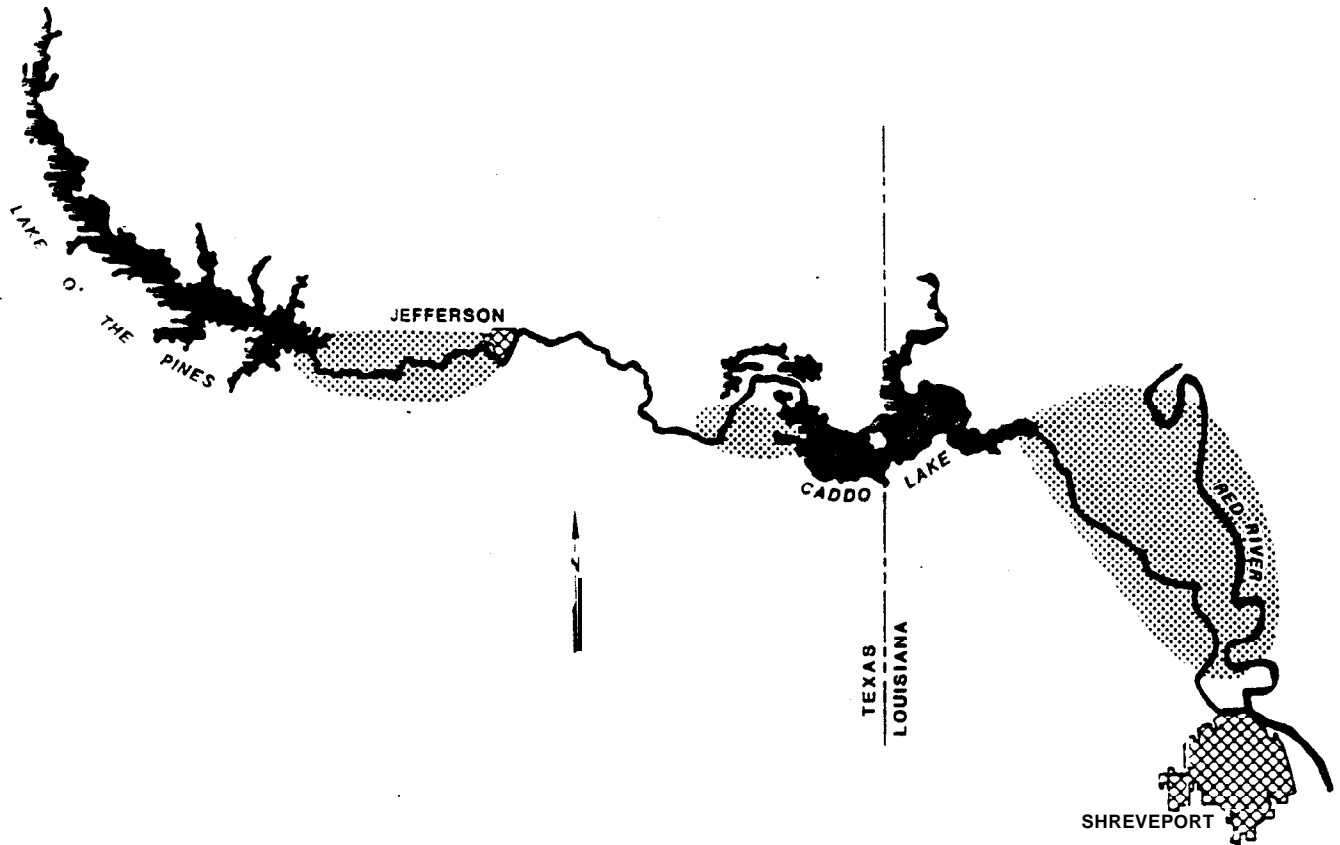 LAKE O' THE PINES
JEFFERSON
CADDO LAKE
RED RIVER
TEXAS
LOUISIANA
SHREVEPORT